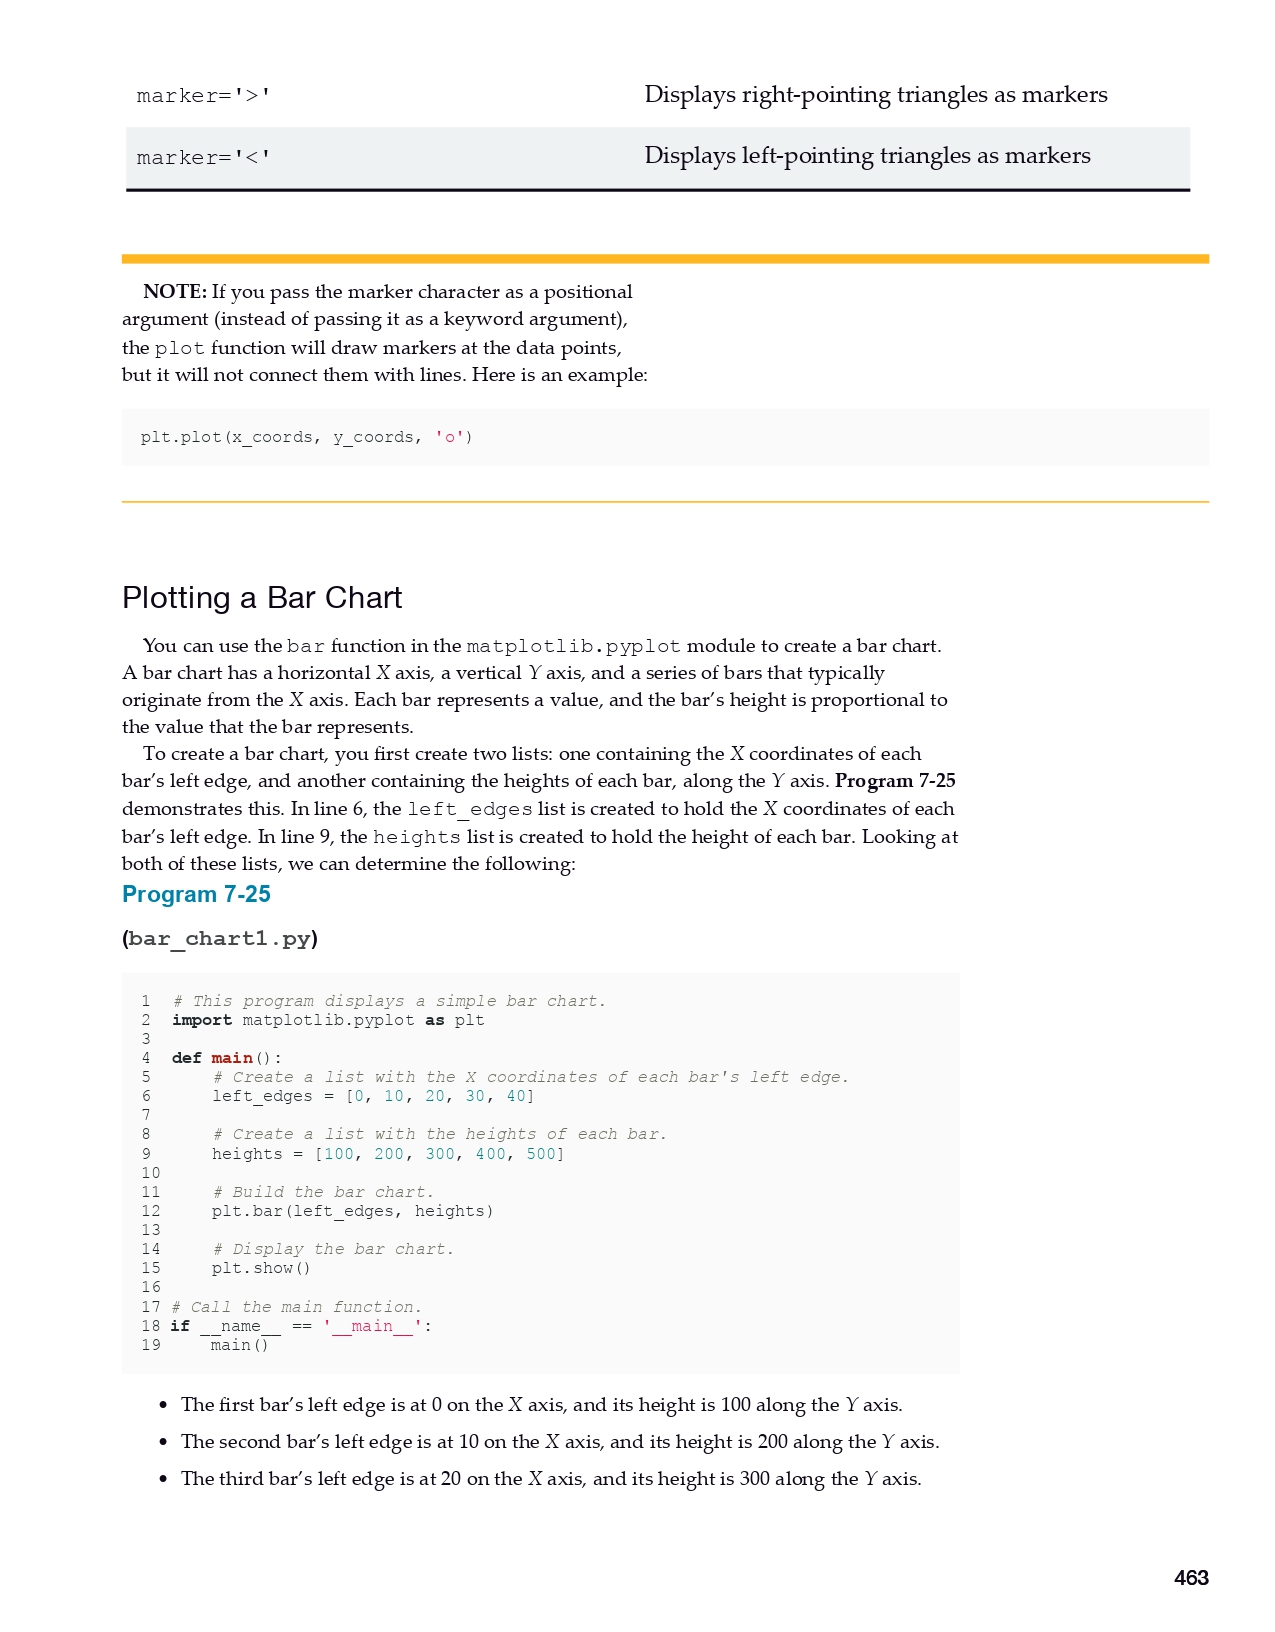 marker='>' Displays right-pointing triangles as markers
marker='<' Displays left-pointing triangles as markers
NOTE: If you pass the marker character as a positional
argument (instead of passing it as a keyword argument),
the plot function will draw markers at the data points,
but it will not connect them with lines. Here is an example:
plt.plot(x_coords, y_coords, 'o')
Plotting a Bar Chart
You can use the bar function in the matplotlib.pyplot module to create a bar chart.
A bar chart has a horizontal X axis, a vertical Y axis, and a series of bars that typically
originate from the X axis. Each bar represents a value, and the bar’s height is proportional to
the value that the bar represents.
To create a bar chart, you first create two lists: one containing the X coordinates of each
bar’s left edge, and another containing the heights of each bar, along the Y axis. Program 7-25
demonstrates this. In line 6, the left_edges list is created to hold the X coordinates of each
bar’s left edge. In line 9, the heights list is created to hold the height of each bar. Looking at
both of these lists, we can determine the following:
Program 7-25
(bar_chart1.py)
1 # This program displays a simple bar chart.
2 import matplotlib.pyplot as plt
3
4 def main():
5     # Create a list with the X coordinates of each bar's left edge.
6     left_edges = [0, 10, 20, 30, 40]
7
8     # Create a list with the heights of each bar.
9     heights = [100, 200, 300, 400, 500]
10
11     # Build the bar chart.
12     plt.bar(left_edges, heights)
13
14     # Display the bar chart.
15     plt.show()
16
17 # Call the main function.
18 if __name__ == '__main__':
19     main()
• The first bar’s left edge is at 0 on the X axis, and its height is 100 along the Y axis.
• The second bar’s left edge is at 10 on the X axis, and its height is 200 along the Y axis.
• The third bar’s left edge is at 20 on the X axis, and its height is 300 along the Y axis.
463